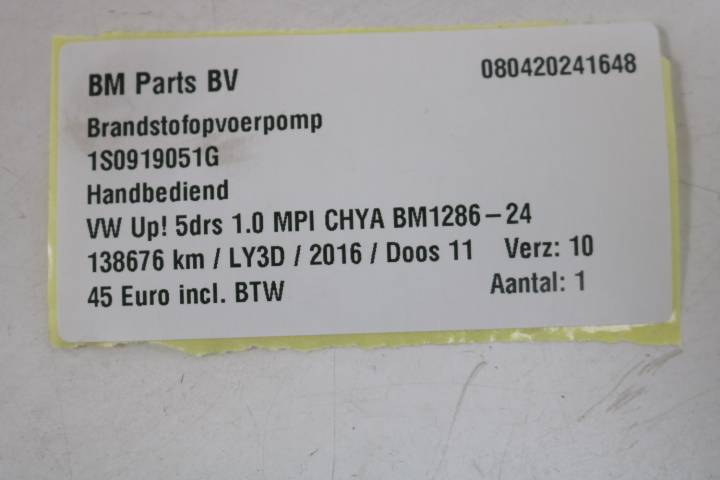 BM Parts BV 080420241648
Brandstofopvoerpomp
1S0919051G
Handbediend
VW Up! 5drs 1.0 MPI CHYA BM1286-24
138676 km / LY3D / 2016 / Doos 11 Verz: 10
45 Euro incl. BTW Aantal: 1